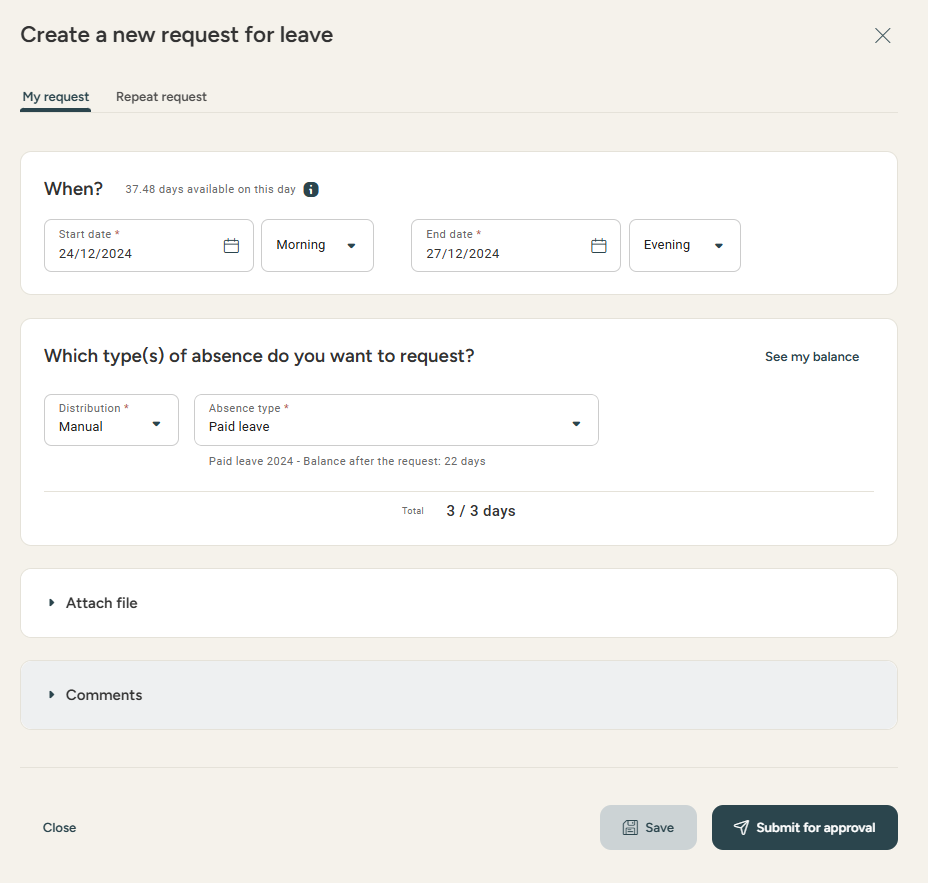 Create a new request for leave
My request Repeat request
When? 37.48 days available on this day
Start date * End date *
24/12/2024 Morning 27/12/2024 Evening
Which type(s) of absence do you want to request? See my balance
Distribution * Absence type *
Manual Paid leave
Paid leave 2024 - Balance after the request: 22 days
Total 3 / 3 days
Attach file
Comments
Close Save Submit for approval